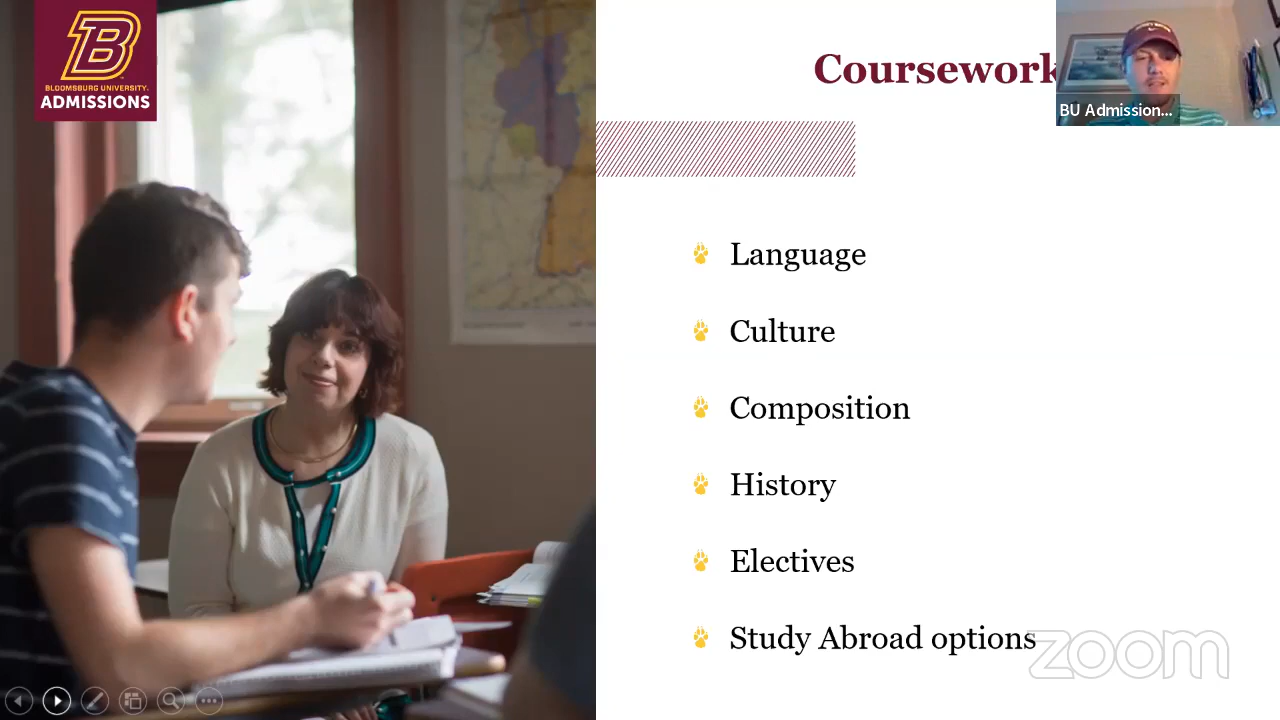 B
BLOOMSBURG UNIVERSITY
ADMISSIONS
Coursework
BU Admission...
Language
Culture
Composition
History
Electives
Study Abroad options
zoom